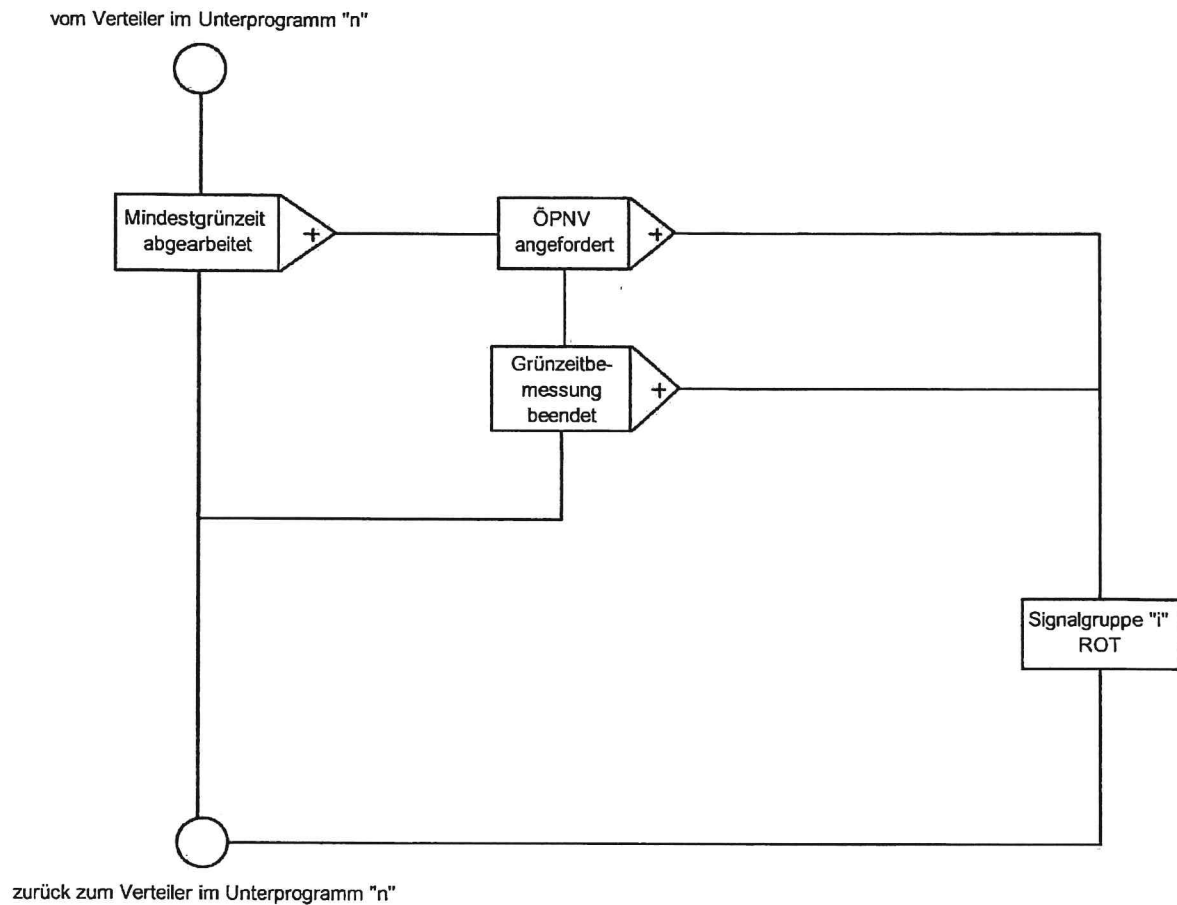 vom Verteiler im Unterprogramm "n"
Mindestgrünzeit
abgearbeitet
+
ÖPNV
angefordert
+
Grünzeitbe-
messung
beendet
+
Signalgruppe "i"
ROT
zurück zum Verteiler im Unterprogramm "n"